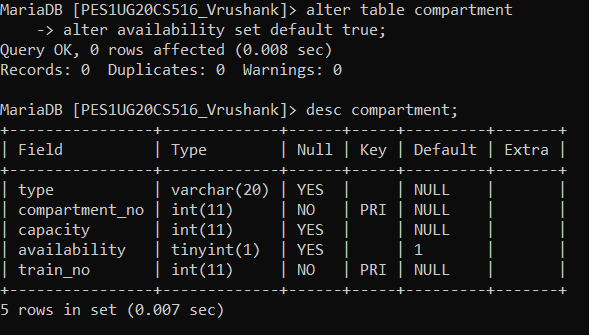 MariaDB [PES1UG20CS516_Vrushank]> alter table compartment
    -> alter availability set default true;
Query OK, 0 rows affected (0.008 sec)
Records: 0  Duplicates: 0  Warnings: 0

MariaDB [PES1UG20CS516_Vrushank]> desc compartment;
+----------------+-------------+------+-----+---------+-------+
| Field          | Type        | Null | Key | Default | Extra |
+----------------+-------------+------+-----+---------+-------+
| type           | varchar(20) | YES  |     | NULL    |       |
| compartment_no | int(11)     | NO   | PRI | NULL    |       |
| capacity       | int(11)     | YES  |     | NULL    |       |
| availability   | tinyint(1)  | YES  |     | 1       |       |
| train_no       | int(11)     | NO   | PRI | NULL    |       |
+----------------+-------------+------+-----+---------+-------+
5 rows in set (0.007 sec)